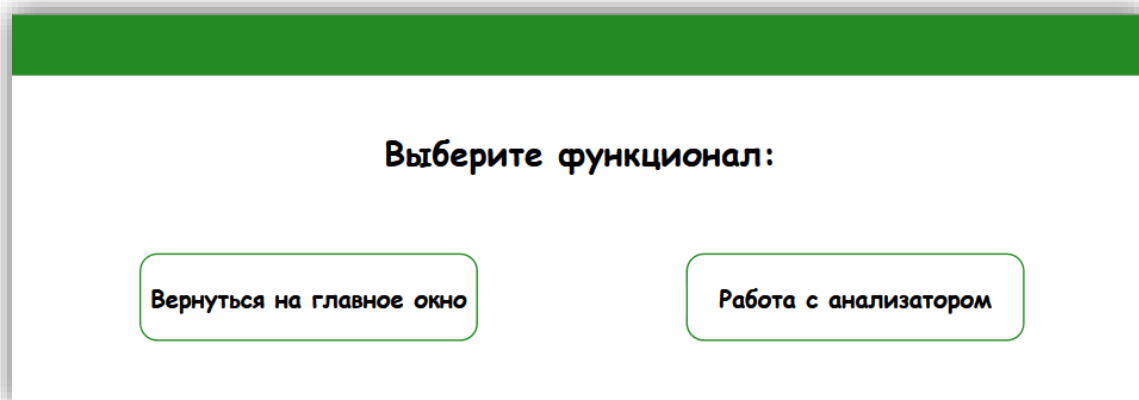 Выберите функционал:
Вернуться на главное окно
Работа с анализатором